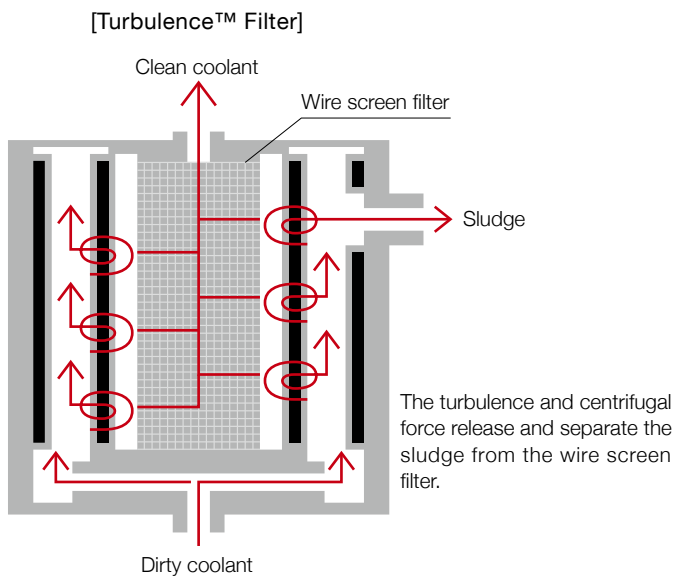 [Turbulence™ Filter]
Clean coolant
Wire screen filter
Sludge
The turbulence and centrifugal
force release and separate the
sludge from the wire screen
filter.
Dirty coolant